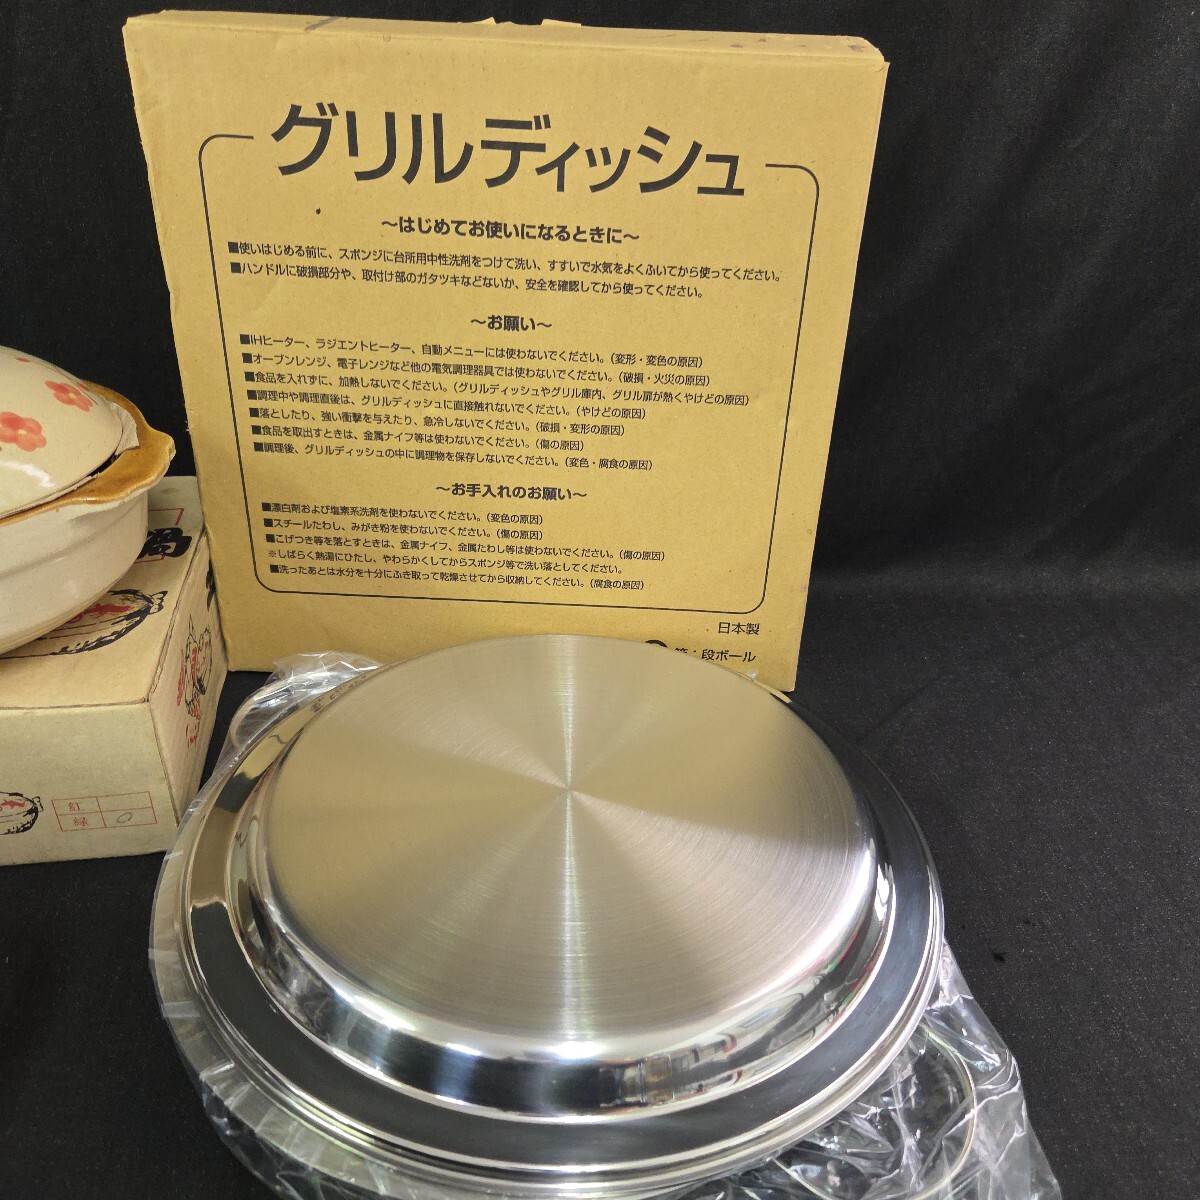 グリルディッシュ
～はじめてお使いになるときに～
■使いはじめる前に、スポンジに台所用中性洗剤をつけて洗い、すすいで水気をよくふいてから使ってください。
■ハンドルに破損部分や、取付け部のガタツキなどないか、安全を確認してから使ってください。
～お願い～
■IHヒーター、ラジエントヒーター、自動メニューには使わないでください。(変形・変色の原因)
■オーブンレンジ、電子レンジなど他の電気調理器具では使わないでください。(破損・火災の原因)
■食品を入れずに、加熱しないでください。(グリルディッシュやグリル庫内、グリル扉が熱くやけどの原因)
■調理中や調理直後は、グリルディッシュに直接触れないでください。(やけどの原因)
■落としたり、強い衝撃を与えたり、急冷しないでください。(破損・変形の原因)
■食品を取出すときは、金属ナイフ等は使わないでください。(傷の原因)
■調理後、グリルディッシュの中に調理物を保存しないでください。(変色・腐食の原因)
～お手入れのお願い～
■漂白剤および塩素系洗剤を使わないでください。(変色の原因)
■スチールたわし、みがき粉を使わないでください。(傷の原因)
■こげつき等を落とすときは、金属ナイフ、金属たわし等は使わないでください。(傷の原因)
※しばらく熱湯にひたし、やわらかくしてからスポンジ等で洗い落としてください。
■洗ったあとは水分を十分にふき取って乾燥させてから収納してください。(腐食の原因)
日本製
箱：段ボール
鍋
紅
緑 ○